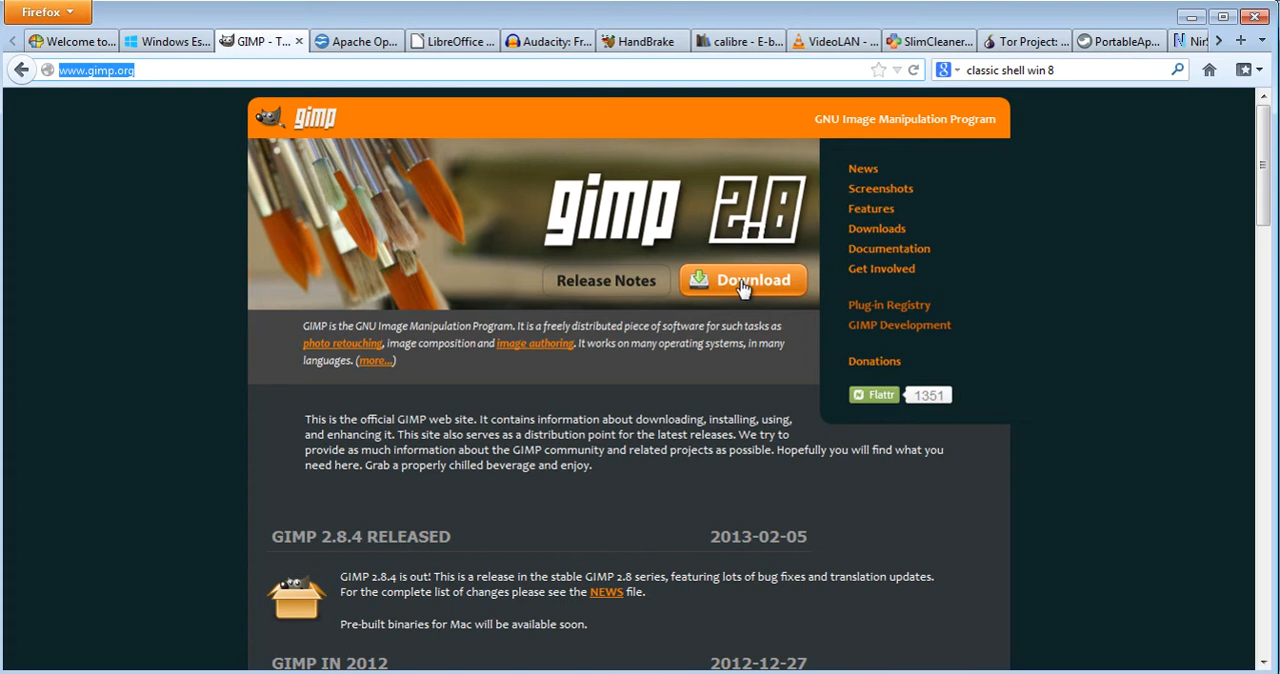 Firefox
Welcome to...
Windows Es...
GIMP - T...
Apache Op...
LibreOffice ...
Audacity: Fr...
HandBrake
calibre - E-b...
VideoLAN - ...
SlimCleaner...
Tor Project: ...
PortableAp...
NirS
www.gimp.org
classic shell win 8
gimp
GNU Image Manipulation Program
gimp 2.8
Release Notes
Download
News
Screenshots
Features
Downloads
Documentation
Get Involved
Plug-in Registry
GIMP Development
Donations
Flattr
1351
GIMP is the GNU Image Manipulation Program. It is a freely distributed piece of software for such tasks as
photo retouching, image composition and image authoring. It works on many operating systems, in many
languages. (more...)
This is the official GIMP web site. It contains information about downloading, installing, using,
and enhancing it. This site also serves as a distribution point for the latest releases. We try to
provide as much information about the GIMP community and related projects as possible. Hopefully you will find what you
need here. Grab a properly chilled beverage and enjoy.
GIMP 2.8.4 RELEASED 2013-02-05
GIMP 2.8.4 is out! This is a release in the stable GIMP 2.8 series, featuring lots of bug fixes and translation updates.
For the complete list of changes please see the NEWS file.
Pre-built binaries for Mac will be available soon.
GIMP IN 2012 2012-12-27